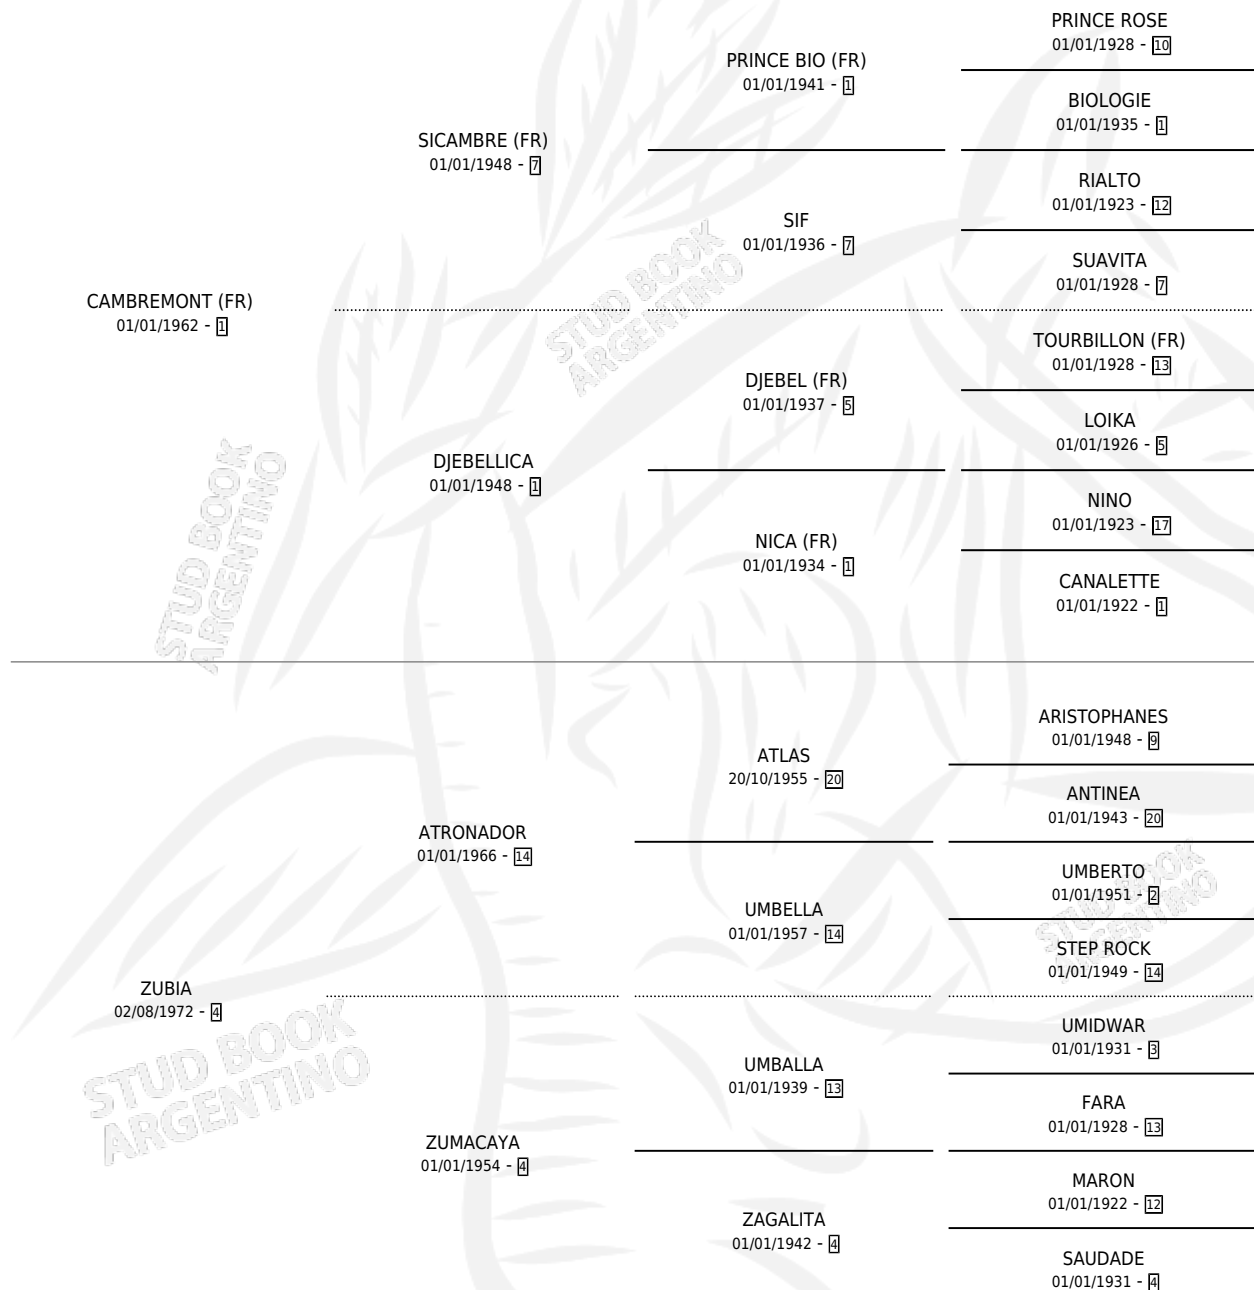 PRINCE ROSE
01/01/1928 - 10
PRINCE BIO (FR)
01/01/1941 - 1
BIOLOGIE
01/01/1935 - 1
SICAMBRE (FR)
01/01/1948 - 7
RIALTO
01/01/1923 - 12
SIF
01/01/1936 - 7
SUAVITA
01/01/1928 - 7
CAMBREMONT (FR)
01/01/1962 - 1
STUD BOOK
ARGENTINO
TOURBILLON (FR)
01/01/1928 - 13
DJEBEL (FR)
01/01/1937 - 5
LOIKA
01/01/1926 - 5
DJEBELLICA
01/01/1948 - 1
NINO
01/01/1923 - 17
NICA (FR)
01/01/1934 - 1
CANALETTE
01/01/1922 - 1
STUD BOOK
ARGENTINO
ARISTOPHANES
01/01/1948 - 9
ATLAS
20/10/1955 - 20
ANTINEA
01/01/1943 - 20
ATRONADOR
01/01/1966 - 14
UMBERTO
01/01/1951 - 2
STUD BOOK
ARGENTINO
UMBELLA
01/01/1957 - 14
STEP ROCK
01/01/1949 - 14
ZUBIA
02/08/1972 - 4
UMIDWAR
01/01/1931 - 3
STUD BOOK
ARGENTINO
UMBALLA
01/01/1939 - 13
FARA
01/01/1928 - 13
ZUMACAYA
01/01/1954 - 4
MARON
01/01/1922 - 12
ZAGALITA
01/01/1942 - 4
SAUDADE
01/01/1931 - 4